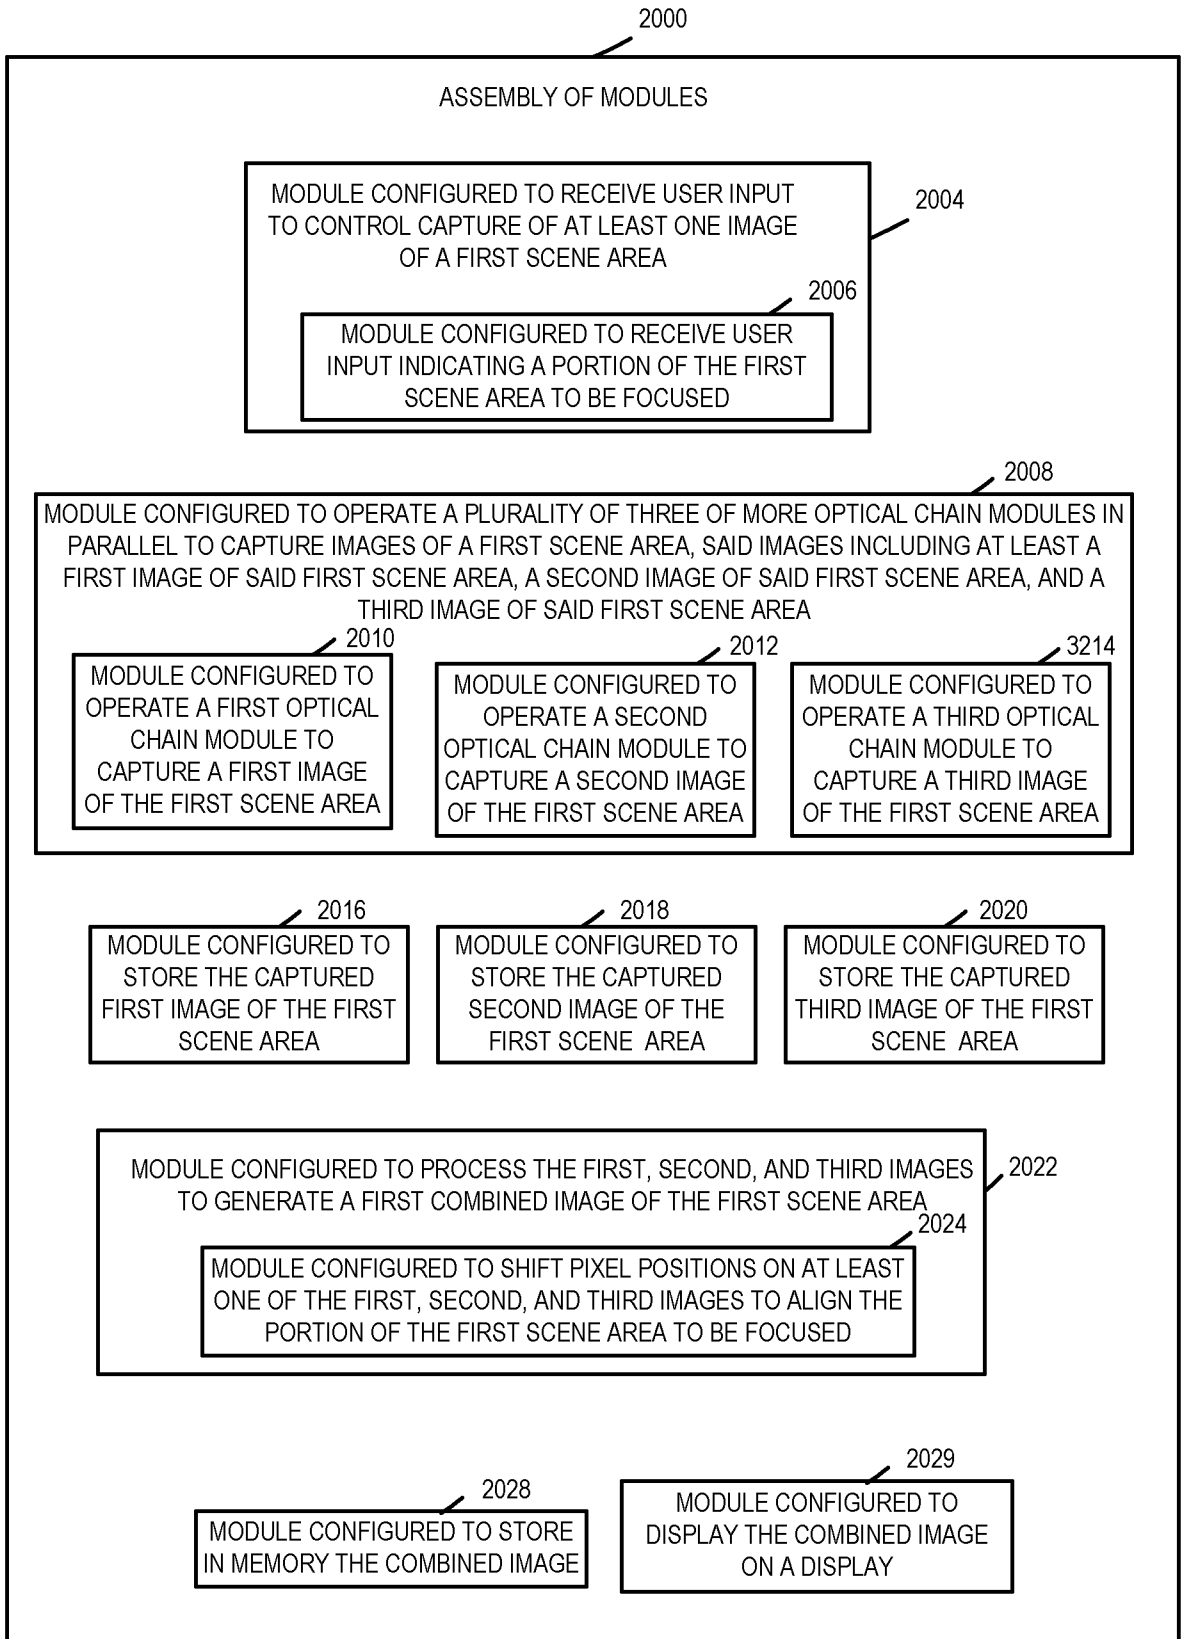 2000
ASSEMBLY OF MODULES
MODULE CONFIGURED TO RECEIVE USER INPUT
TO CONTROL CAPTURE OF AT LEAST ONE IMAGE
OF A FIRST SCENE AREA
2004
2006
MODULE CONFIGURED TO RECEIVE USER
INPUT INDICATING A PORTION OF THE FIRST
SCENE AREA TO BE FOCUSED
2008
MODULE CONFIGURED TO OPERATE A PLURALITY OF THREE OF MORE OPTICAL CHAIN MODULES IN
PARALLEL TO CAPTURE IMAGES OF A FIRST SCENE AREA, SAID IMAGES INCLUDING AT LEAST A
FIRST IMAGE OF SAID FIRST SCENE AREA, A SECOND IMAGE OF SAID FIRST SCENE AREA, AND A
THIRD IMAGE OF SAID FIRST SCENE AREA
2010
MODULE CONFIGURED TO
OPERATE A FIRST OPTICAL
CHAIN MODULE TO
CAPTURE A FIRST IMAGE
OF THE FIRST SCENE AREA
2012
MODULE CONFIGURED TO
OPERATE A SECOND
OPTICAL CHAIN MODULE TO
CAPTURE A SECOND IMAGE
OF THE FIRST SCENE AREA
3214
MODULE CONFIGURED TO
OPERATE A THIRD OPTICAL
CHAIN MODULE TO
CAPTURE A THIRD IMAGE
OF THE FIRST SCENE AREA
2016
MODULE CONFIGURED TO
STORE THE CAPTURED
FIRST IMAGE OF THE FIRST
SCENE AREA
2018
MODULE CONFIGURED TO
STORE THE CAPTURED
SECOND IMAGE OF THE
FIRST SCENE AREA
2020
MODULE CONFIGURED TO
STORE THE CAPTURED
THIRD IMAGE OF THE FIRST
SCENE AREA
MODULE CONFIGURED TO PROCESS THE FIRST, SECOND, AND THIRD IMAGES
TO GENERATE A FIRST COMBINED IMAGE OF THE FIRST SCENE AREA
2022
2024
MODULE CONFIGURED TO SHIFT PIXEL POSITIONS ON AT LEAST
ONE OF THE FIRST, SECOND, AND THIRD IMAGES TO ALIGN THE
PORTION OF THE FIRST SCENE AREA TO BE FOCUSED
2028
MODULE CONFIGURED TO STORE
IN MEMORY THE COMBINED IMAGE
2029
MODULE CONFIGURED TO
DISPLAY THE COMBINED IMAGE
ON A DISPLAY